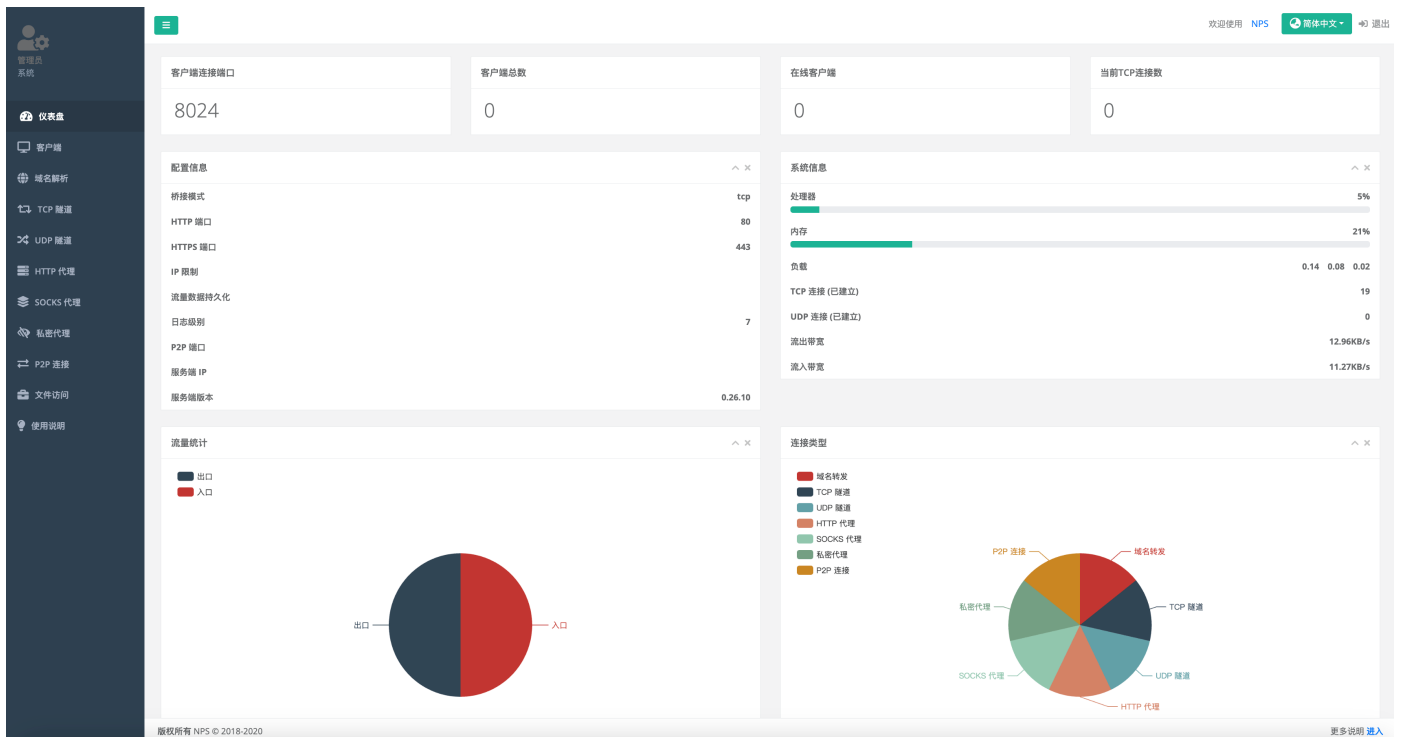 欢迎使用 NPS 简体中文 退出
管理员
系统
仪表盘
客户端
域名解析
TCP 隧道
UDP 隧道
HTTP 代理
SOCKS 代理
私密代理
P2P 连接
文件访问
使用说明
客户端连接端口
8024
客户端总数
0
在线客户端
0
当前TCP连接数
0
配置信息
桥接模式 tcp
HTTP 端口 80
HTTPS 端口 443
IP 限制
流量数据持久化
日志级别 7
P2P 端口
服务端 IP
服务端版本 0.26.10
系统信息
处理器 5%
内存 21%
负载 0.14 0.08 0.02
TCP 连接 (已建立) 19
UDP 连接 (已建立) 0
流出带宽 12.96KB/s
流入带宽 11.27KB/s
流量统计
出口
入口
出口
入口
连接类型
域名转发
TCP 隧道
UDP 隧道
HTTP 代理
SOCKS 代理
私密代理
P2P 连接
P2P 连接
域名转发
私密代理
TCP 隧道
SOCKS 代理
UDP 隧道
HTTP 代理
版权所有 NPS © 2018-2020
更多说明 进入